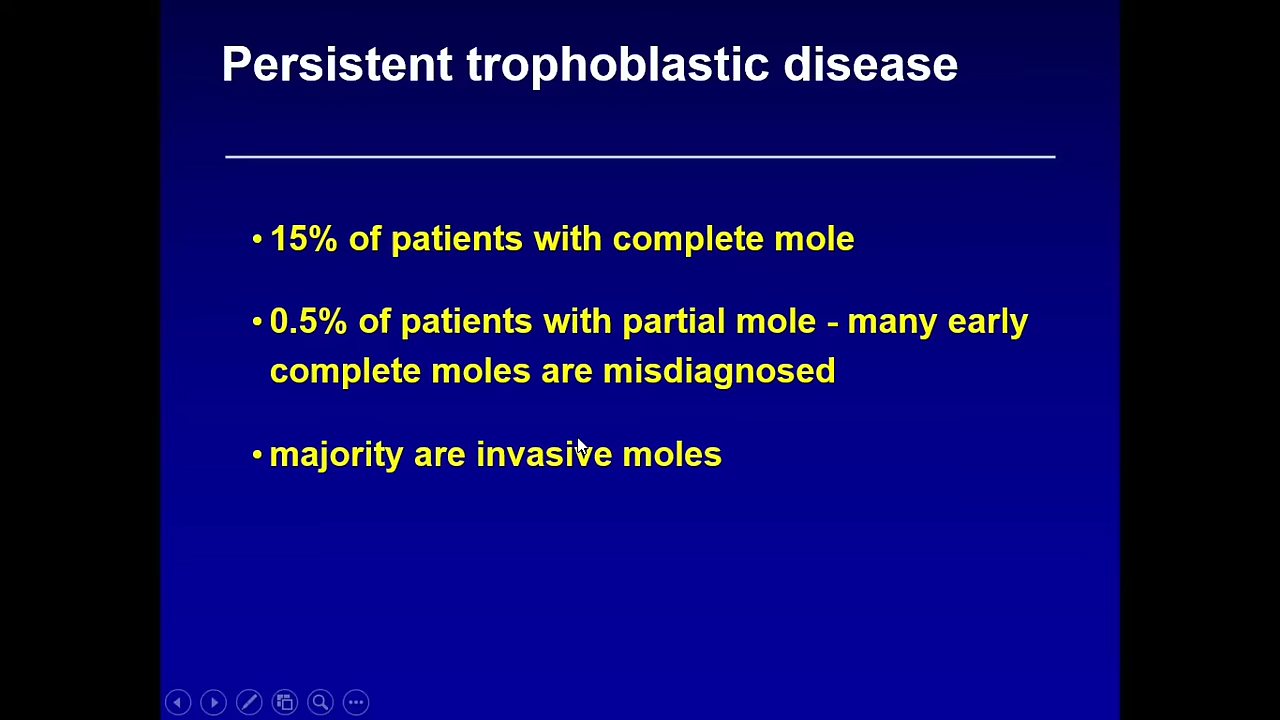 Persistent trophoblastic disease
• 15% of patients with complete mole
• 0.5% of patients with partial mole - many early
complete moles are misdiagnosed
• majority are invasive moles